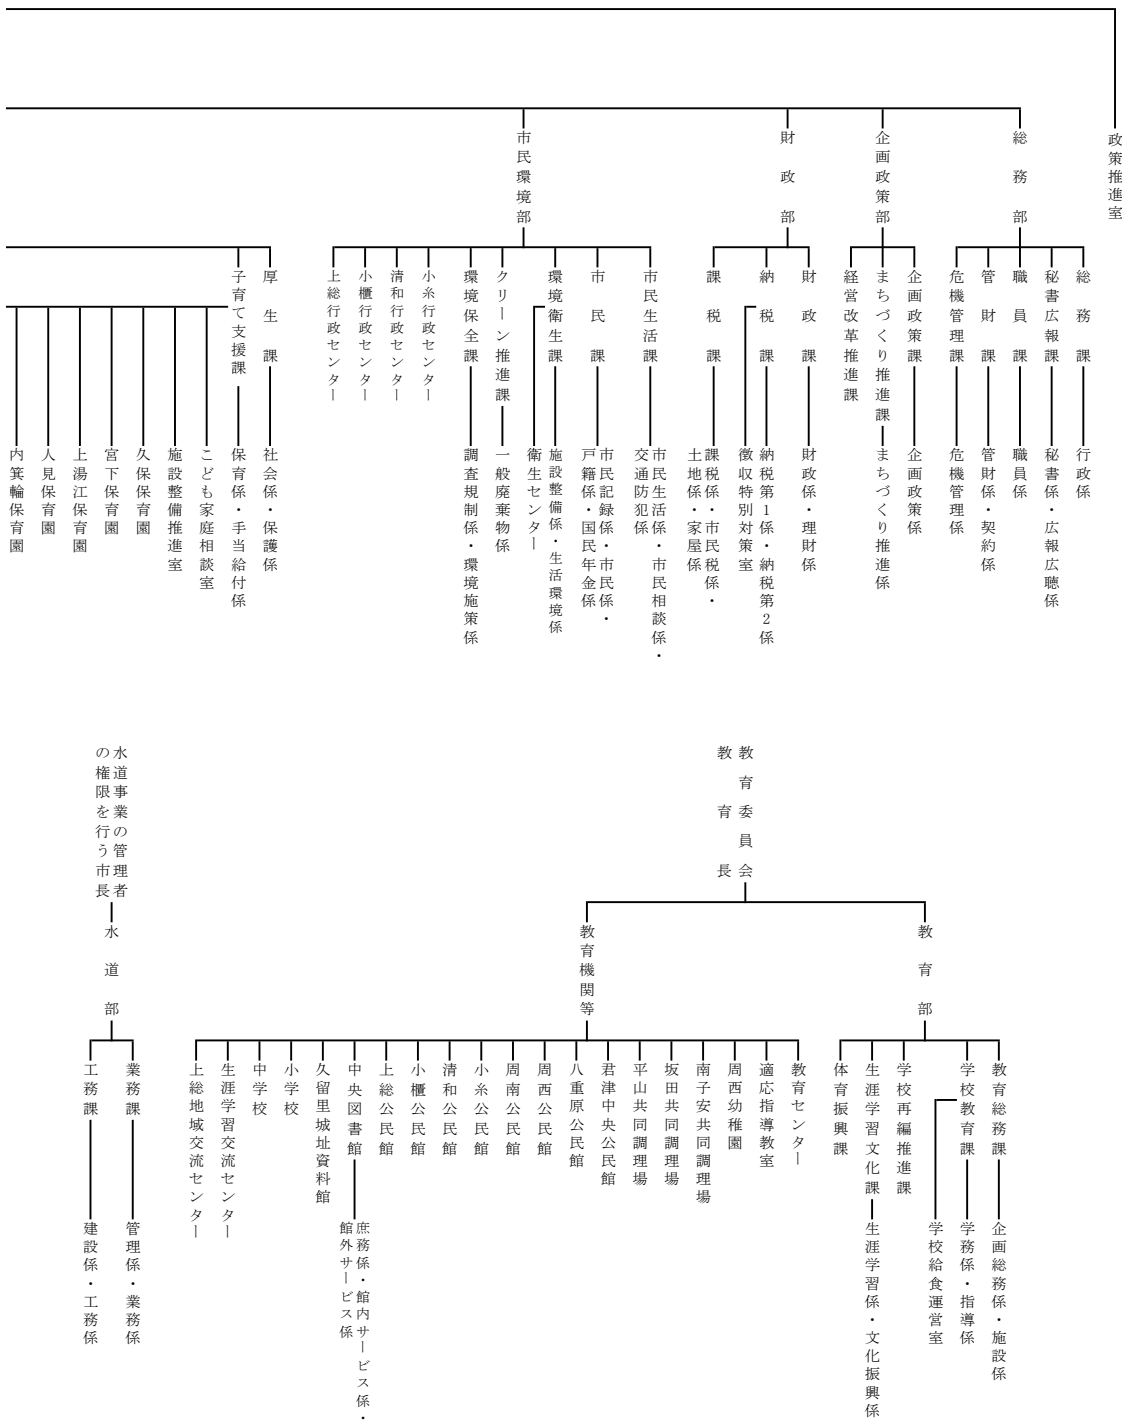 政策推進室
総務部
企画政策部
財政部
市民環境部
総務課
行政係
秘書広報課
秘書係・広報広聴係
職員課
職員係
管財課
管財係・契約係
危機管理課
危機管理係
企画政策課
企画政策係
まちづくり推進課
まちづくり推進係
経営改革推進課
財政課
財政係・理財係
納税課
納税第1係・納税第2係
徴収特別対策室
課税課
課税係・市民税係・
土地係・家屋係
市民生活課
市民生活係・市民相談係・
交通防犯係
市民課
市民記録係・市民係・
戸籍係・国民年金係
環境衛生課
施設整備係・生活環境係
衛生センター
クリーン推進課
一般廃棄物係
環境保全課
調査規制係・環境施策係
小糸行政センター
清和行政センター
小櫃行政センター
上総行政センター
厚生課
社会係・保護係
子育て支援課
保育係・手当給付係
こども家庭相談室
施設整備推進室
久保保育園
宮下保育園
上湯江保育園
人見保育園
内箕輪保育園
教育委員会
教育長
教育部
教育機関等
教育総務課
企画総務係・施設係
学校教育課
学務係・指導係
学校給食運営室
学校再編推進課
生涯学習文化課
生涯学習係・文化振興係
体育振興課
教育センター
適応指導教室
周西幼稚園
南子安共同調理場
坂田共同調理場
平山共同調理場
君津中央公民館
八重原公民館
周西公民館
周南公民館
小糸公民館
清和公民館
小櫃公民館
上総公民館
中央図書館
庶務係・館内サービス係・
館外サービス係
久留里城址資料館
小学校
中学校
生涯学習交流センター
上総地域交流センター
水道事業の管理者
の権限を行う市長
水道部
業務課
管理係・業務係
工務課
建設係・工務係